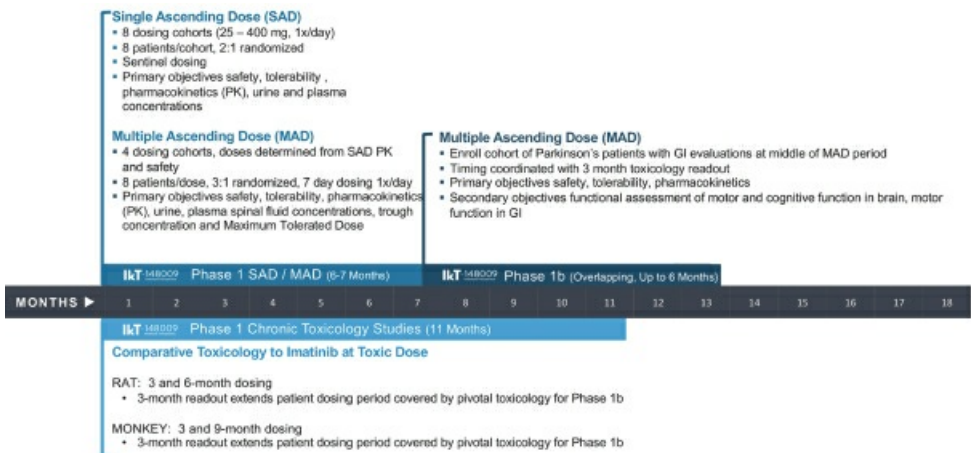 Single Ascending Dose (SAD)
▪ 8 dosing cohorts (25 – 400 mg, 1x/day)
▪ 8 patients/cohort, 2:1 randomized
▪ Sentinel dosing
▪ Primary objectives safety, tolerability ,
pharmacokinetics (PK), urine and plasma
concentrations
Multiple Ascending Dose (MAD)
▪ 4 dosing cohorts, doses determined from SAD PK
and safety
▪ 8 patients/dose, 3:1 randomized, 7 day dosing 1x/day
▪ Primary objectives safety, tolerability, pharmacokinetics
(PK), urine, plasma spinal fluid concentrations, trough
concentration and Maximum Tolerated Dose
Multiple Ascending Dose (MAD)
▪ Enroll cohort of Parkinson's patients with GI evaluations at middle of MAD period
▪ Timing coordinated with 3 month toxicology readout
▪ Primary objectives safety, tolerability, pharmacokinetics
▪ Secondary objectives functional assessment of motor and cognitive function in brain, motor
function in GI
IkT 148009 Phase 1 SAD / MAD (6-7 Months)
IkT 148009 Phase 1b (Overlapping, Up to 6 Months)
MONTHS ▶ 1 2 3 4 5 6 7 8 9 10 11 12 13 14 15 16 17 18
IkT 148009 Phase 1 Chronic Toxicology Studies (11 Months)
Comparative Toxicology to Imatinib at Toxic Dose
RAT: 3 and 6-month dosing
• 3-month readout extends patient dosing period covered by pivotal toxicology for Phase 1b
MONKEY: 3 and 9-month dosing
• 3-month readout extends patient dosing period covered by pivotal toxicology for Phase 1b